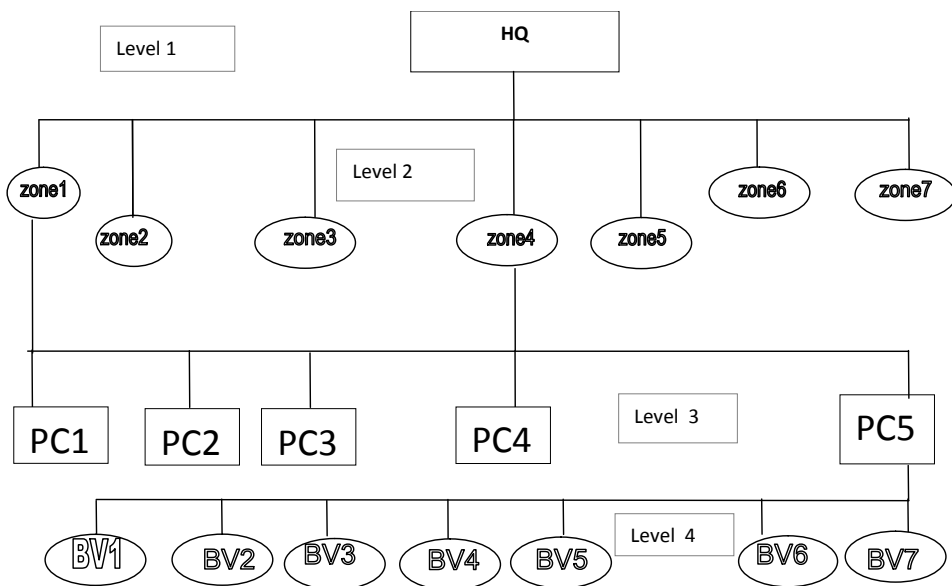 HQ
Level 1
Level 2
zone1
zone2
zone3
zone4
zone5
zone6
zone7
PC1
PC2
PC3
PC4
Level 3
PC5
BV1
BV2
BV3
BV4
BV5
Level 4
BV6
BV7